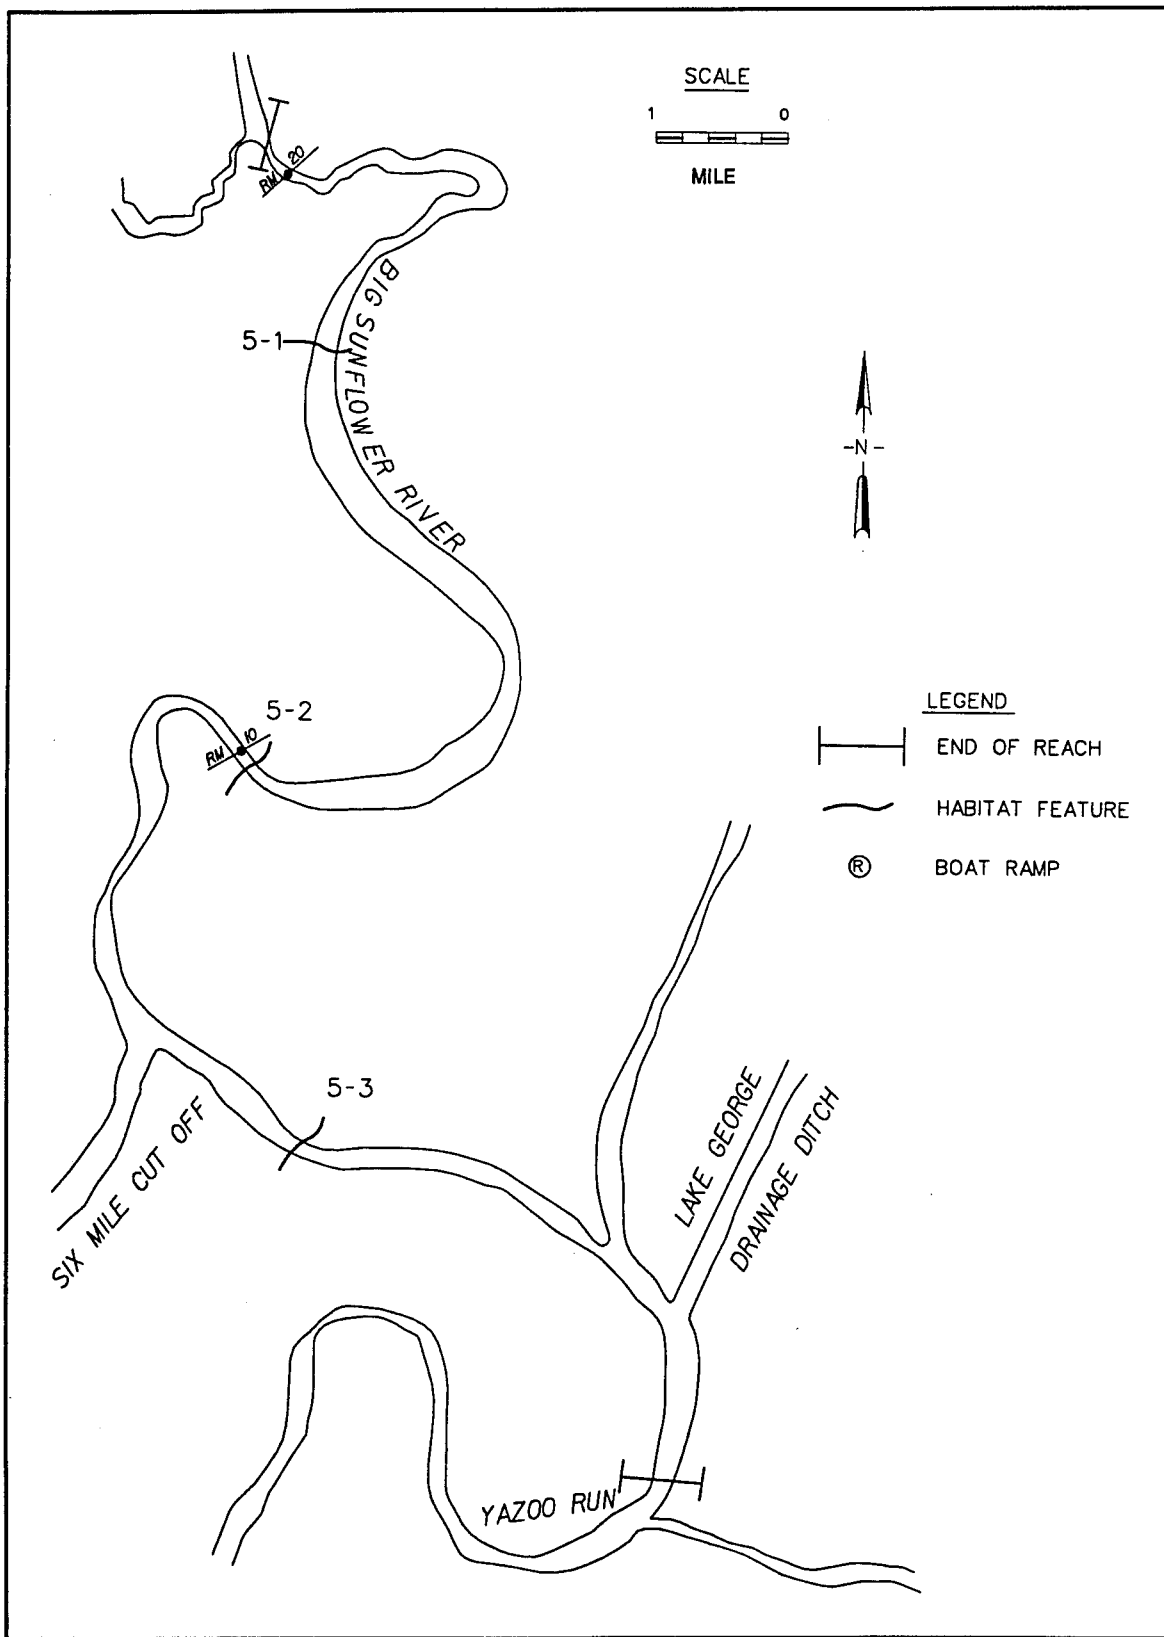 SCALE
1 0
MILE
RM 20
BIG SUNFLOWER RIVER
5-1
-N-
5-2
RM 10
LEGEND
END OF REACH
HABITAT FEATURE
R BOAT RAMP
5-3
SIX MILE CUT OFF
LAKE GEORGE
DRAINAGE DITCH
YAZOO RUN